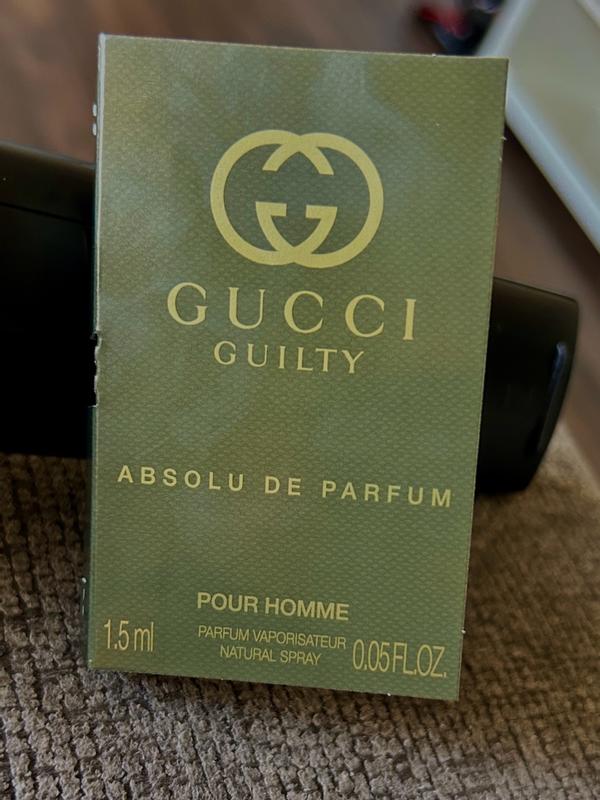 GUCCI
GUILTY
ABSOLU DE PARFUM
POUR HOMME
1.5 ml
PARFUM VAPORISATEUR
NATURAL SPRAY
0.05 FL.OZ.